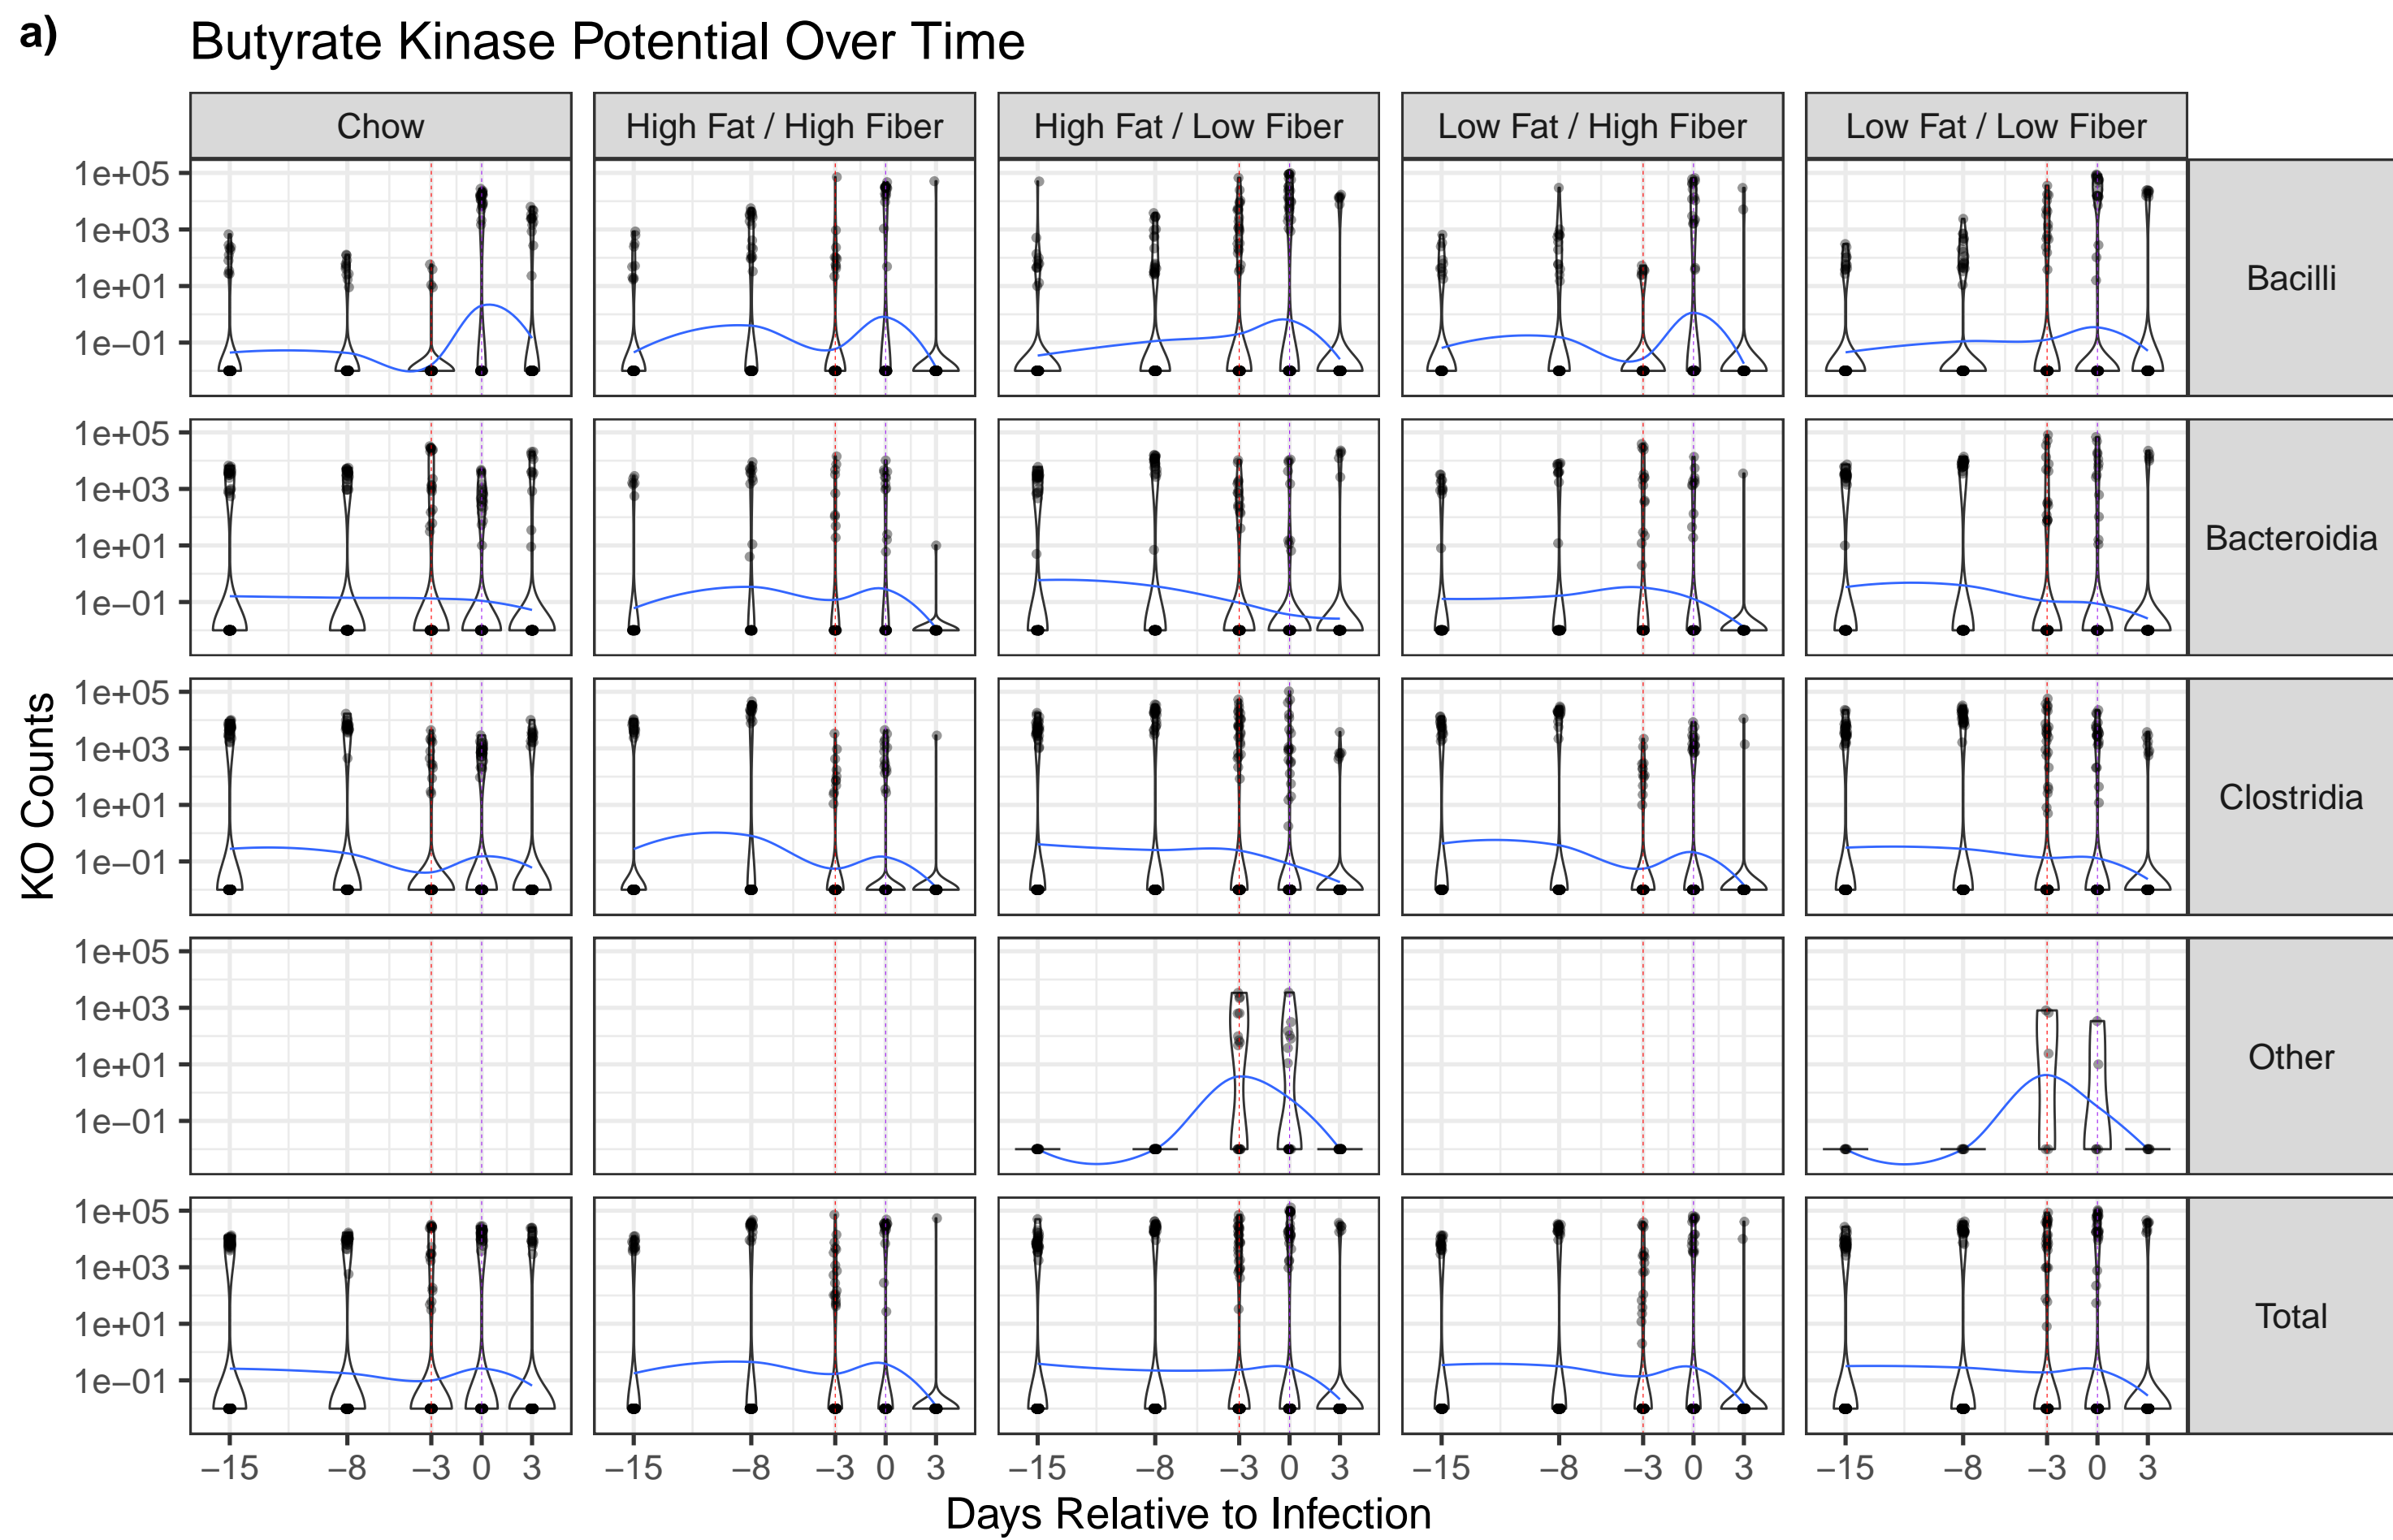 a)
Butyrate Kinase Potential Over Time
Chow
High Fat / High Fiber
High Fat / Low Fiber
Low Fat / High Fiber
Low Fat / Low Fiber
1e+05
1e+03
1e+01
1e−01
Bacilli
1e+05
1e+03
1e+01
1e−01
Bacteroidia
1e+05
1e+03
1e+01
1e−01
Clostridia
1e+05
1e+03
1e+01
1e−01
Other
1e+05
1e+03
1e+01
1e−01
Total
KO Counts
−15 −8 −3 0 3
−15 −8 −3 0 3
−15 −8 −3 0 3
−15 −8 −3 0 3
−15 −8 −3 0 3
Days Relative to Infection